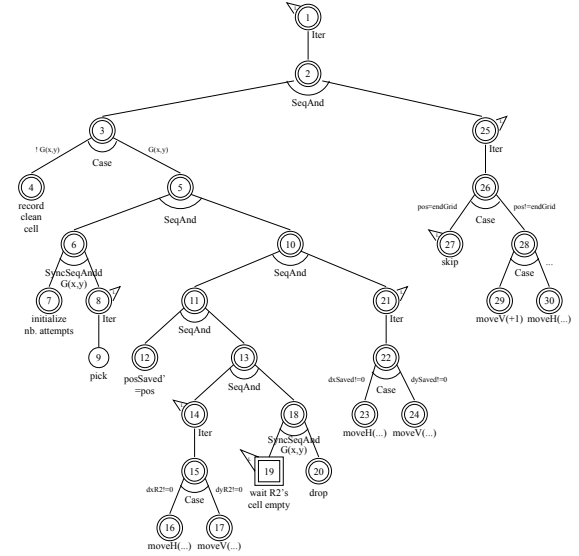 1
Iter
2
SeqAnd
3
25
Iter
! G(x,y)
G(x,y)
Case
4
record
clean
cell
5
SeqAnd
26
pos=endGrid
pos!=endGrid
Case
6
SyncSeqAndd
G(x,y)
10
SeqAnd
27
skip
28
Case
...
7
initialize
nb. attempts
8
Iter
11
SeqAnd
21
Iter
29
moveV(+1)
30
moveH(...)
9
pick
12
posSaved'
=pos
13
SeqAnd
22
dxSaved!=0
dySaved!=0
Case
14
Iter
18
SyncSeqAnd
G(x,y)
23
moveH(...)
24
moveV(...)
15
dxR2!=0
dyR2!=0
Case
19
wait R2's
cell empty
20
drop
16
moveH(...)
17
moveV(...)